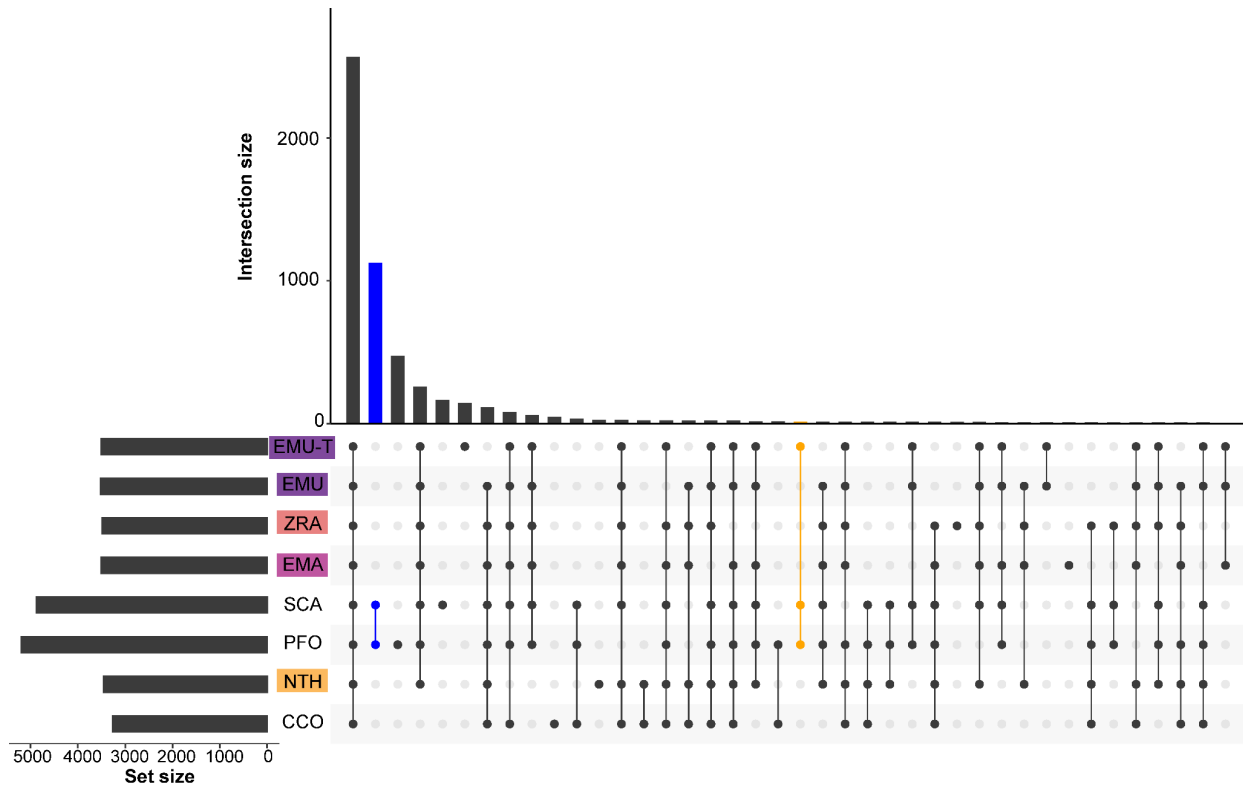 Intersection size
2000
1000
0
EMU-T
EMU
ZRA
EMA
SCA
PFO
NTH
CCO
5000 4000 3000 2000 1000 0
Set size